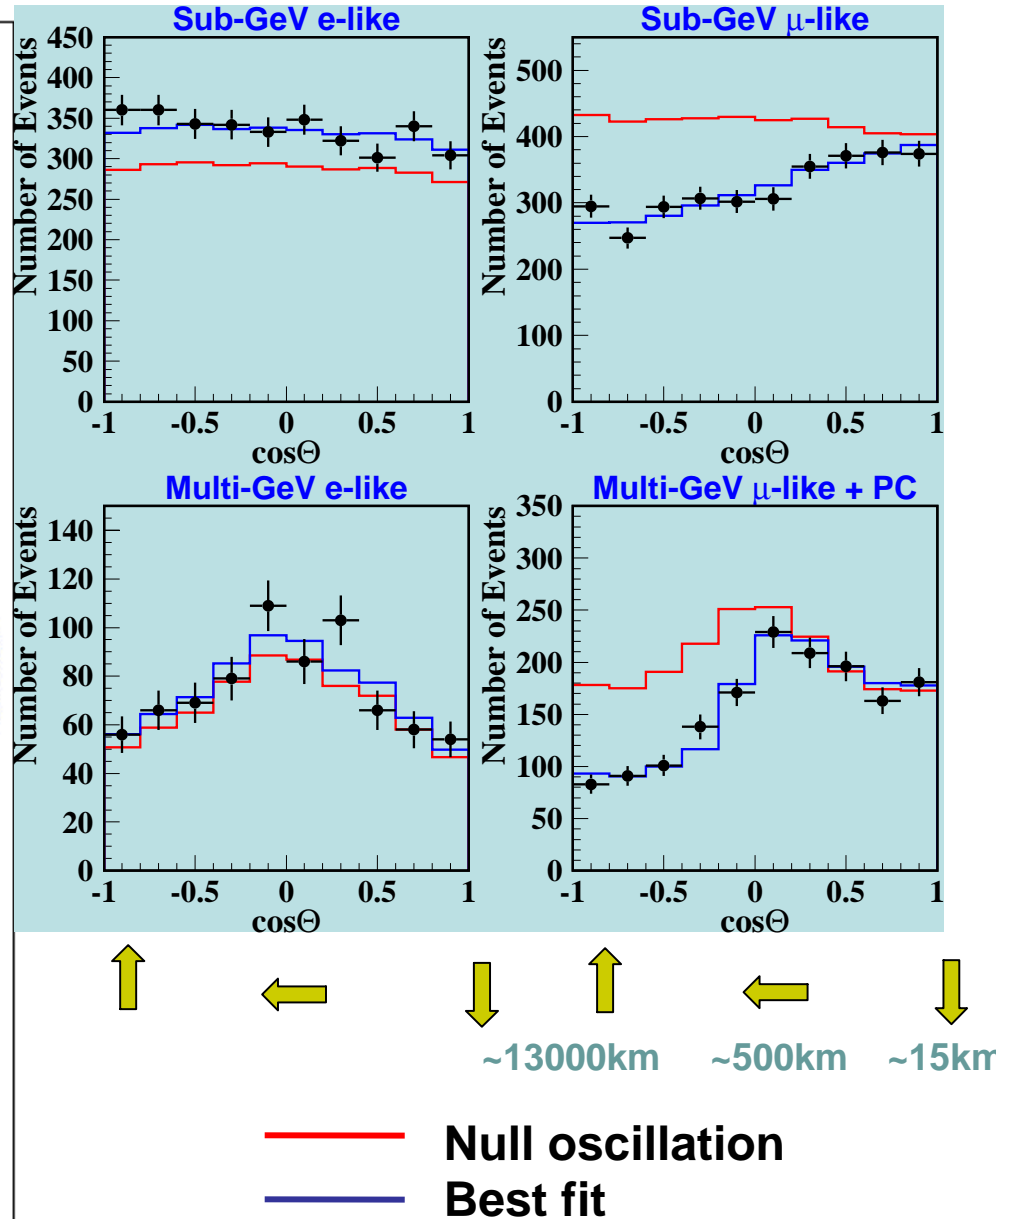 Sub-GeV e-like
Number of Events
450
400
350
300
250
200
150
100
50
0
-1 -0.5 0 0.5 1
cosΘ
Sub-GeV μ-like
Number of Events
500
400
300
200
100
0
-1 -0.5 0 0.5 1
cosΘ
Multi-GeV e-like
Number of Events
140
120
100
80
60
40
20
0
-1 -0.5 0 0.5 1
cosΘ
Multi-GeV μ-like + PC
Number of Events
350
300
250
200
150
100
50
0
-1 -0.5 0 0.5 1
cosΘ
~13000km ~500km ~15km
Null oscillation
Best fit